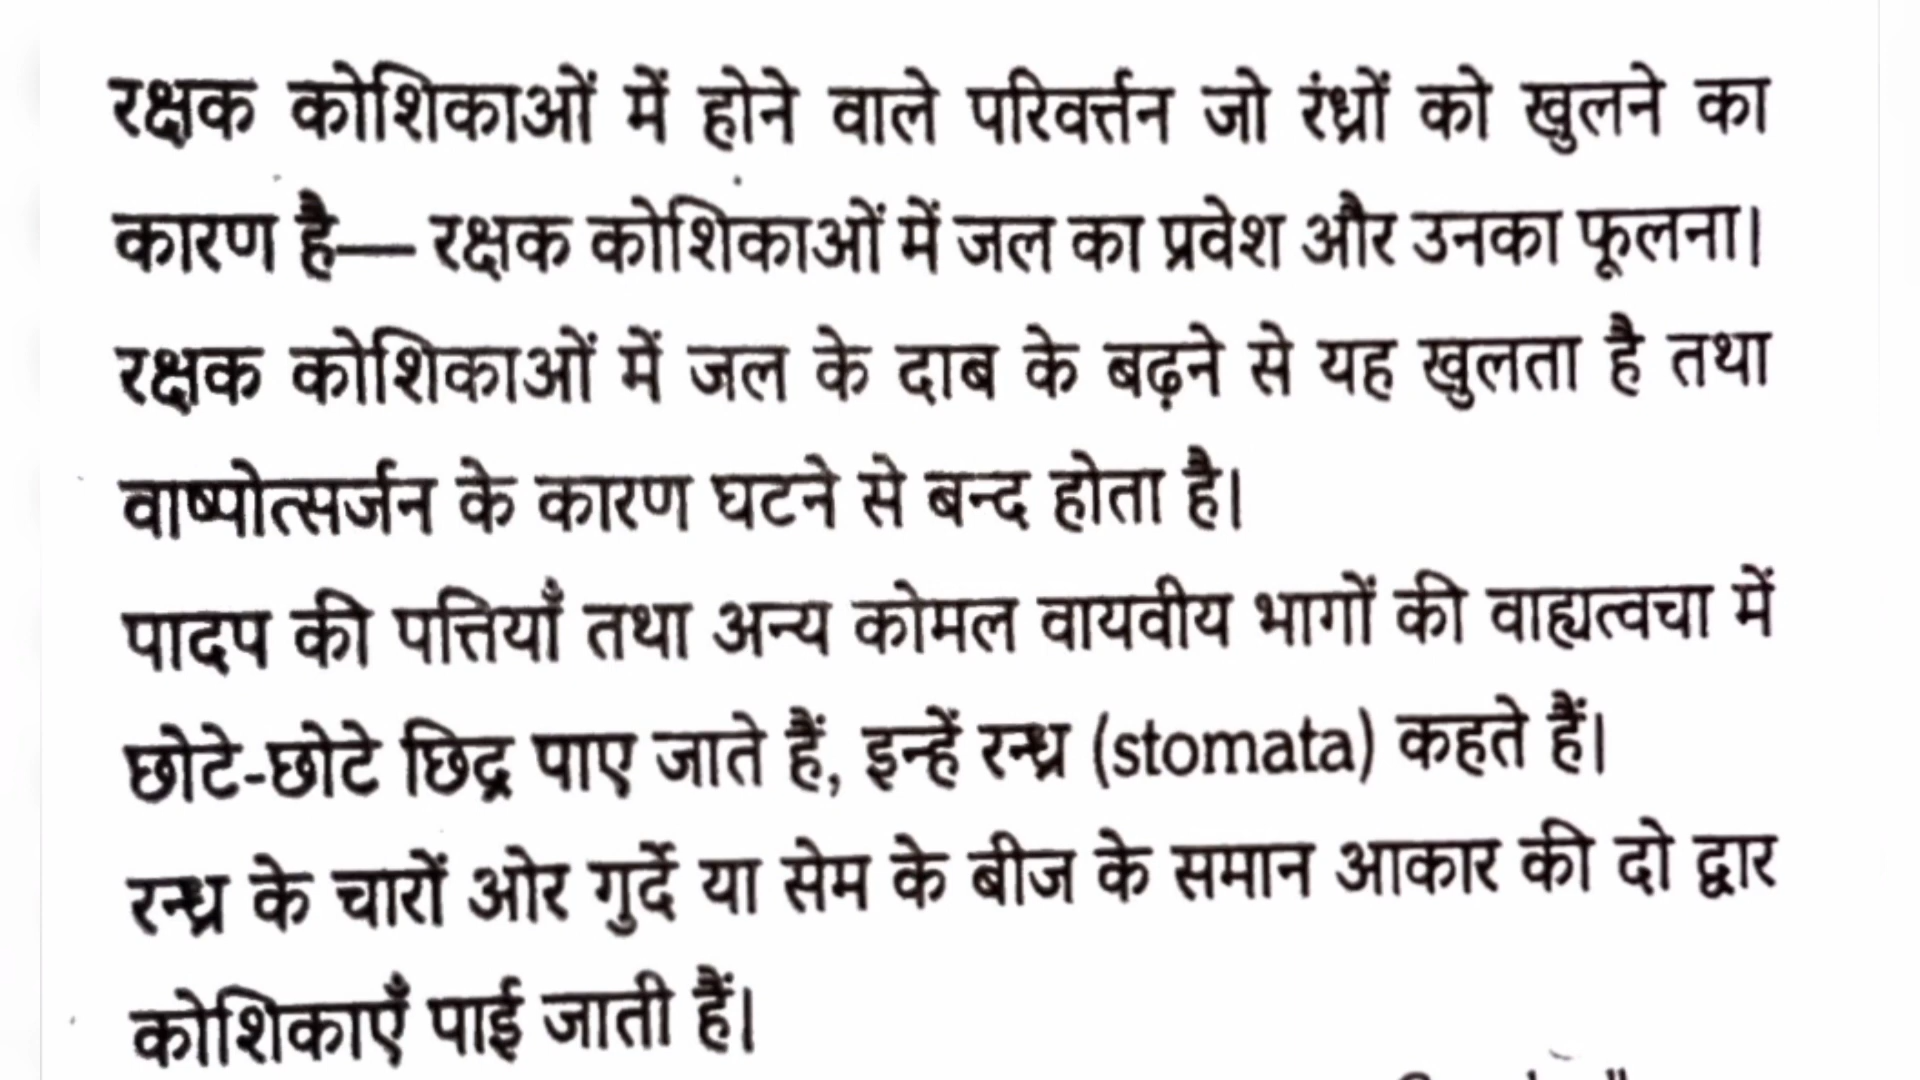 रक्षक कोशिकाओं में होने वाले परिवर्त्तन जो रंध्रों को खुलने का
कारण है— रक्षक कोशिकाओं में जल का प्रवेश और उनका फूलना।
रक्षक कोशिकाओं में जल के दाब के बढ़ने से यह खुलता है तथा
वाष्पोत्सर्जन के कारण घटने से बन्द होता है।
पादप की पत्तियाँ तथा अन्य कोमल वायवीय भागों की वाह्यत्वचा में
छोटे-छोटे छिद्र पाए जाते हैं, इन्हें रन्ध्र (stomata) कहते हैं।
रन्ध्र के चारों ओर गुर्दे या सेम के बीज के समान आकार की दो द्वार
कोशिकाएँ पाई जाती हैं।